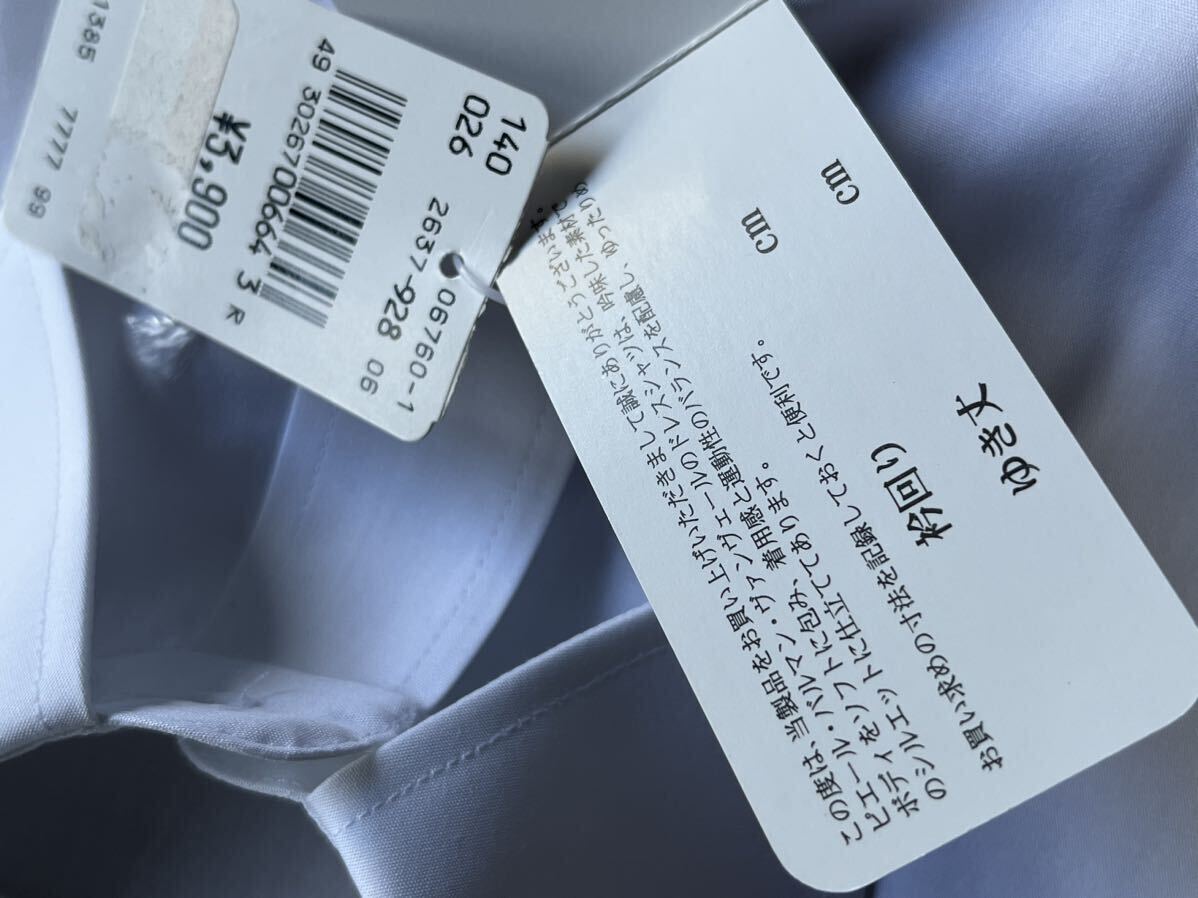 140
026
06760-1
2637-928 06
49 30267 00664 3 R
¥3,900
1385 7777 99
この度は、当製品をお買い上げいただきまして誠にありがとうございます。
ピエール・バルマン・ヴァンヴェールのドレスシャツは、吟味した素材で
ボディをソフトに包み、着用感と運動性のバランスを配慮し、ゆったりめ
のシルエットに仕立ててあります。
お買い求めの寸法を記録しておくと便利です。
衿回り cm
ゆき丈 cm